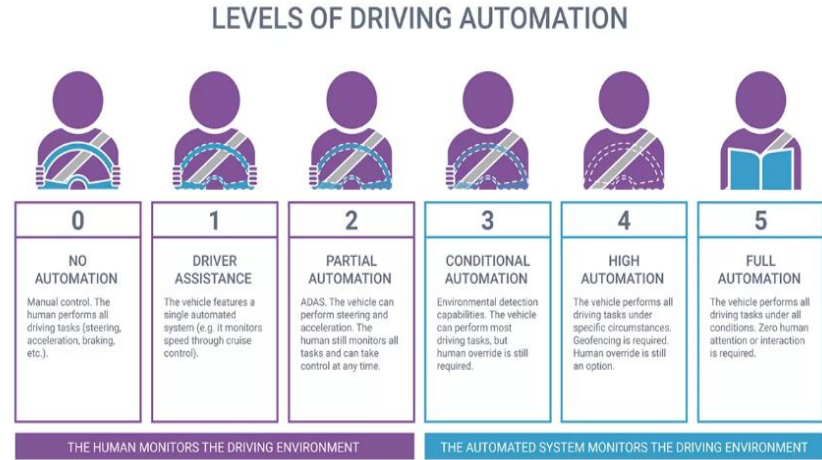 LEVELS OF DRIVING AUTOMATION
0
NO
AUTOMATION
Manual control. The
human performs all
driving tasks (steering,
acceleration, braking,
etc.).
1
DRIVER
ASSISTANCE
The vehicle features a
single automated
system (e.g. it monitors
speed through cruise
control).
2
PARTIAL
AUTOMATION
ADAS. The vehicle can
perform steering and
acceleration. The
human still monitors all
tasks and can take
control at any time.
3
CONDITIONAL
AUTOMATION
Environmental detection
capabilities. The vehicle
can perform most
driving tasks, but
human override is still
required.
4
HIGH
AUTOMATION
The vehicle performs all
driving tasks under
specific circumstances.
Geofencing is required.
Human override is still
an option.
5
FULL
AUTOMATION
The vehicle performs all
driving tasks under all
conditions. Zero human
attention or interaction
is required.
THE HUMAN MONITORS THE DRIVING ENVIRONMENT
THE AUTOMATED SYSTEM MONITORS THE DRIVING ENVIRONMENT